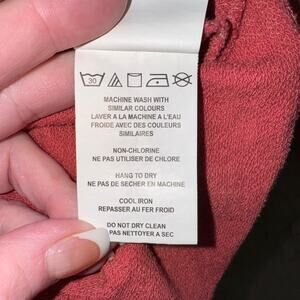 30
MACHINE WASH WITH
SIMILAR COLOURS
LAVER A LA MACHINE A L'EAU
FROIDE AVEC DES COULEURS
SIMILAIRES
NON-CHLORINE
NE PAS UTILISER DE CHLORE
HANG TO DRY
NE PAS DE SECHER EN MACHINE
COOL IRON
REPASSER AU FER FROID
DO NOT DRY CLEAN
PAS NETTOYER A SEC